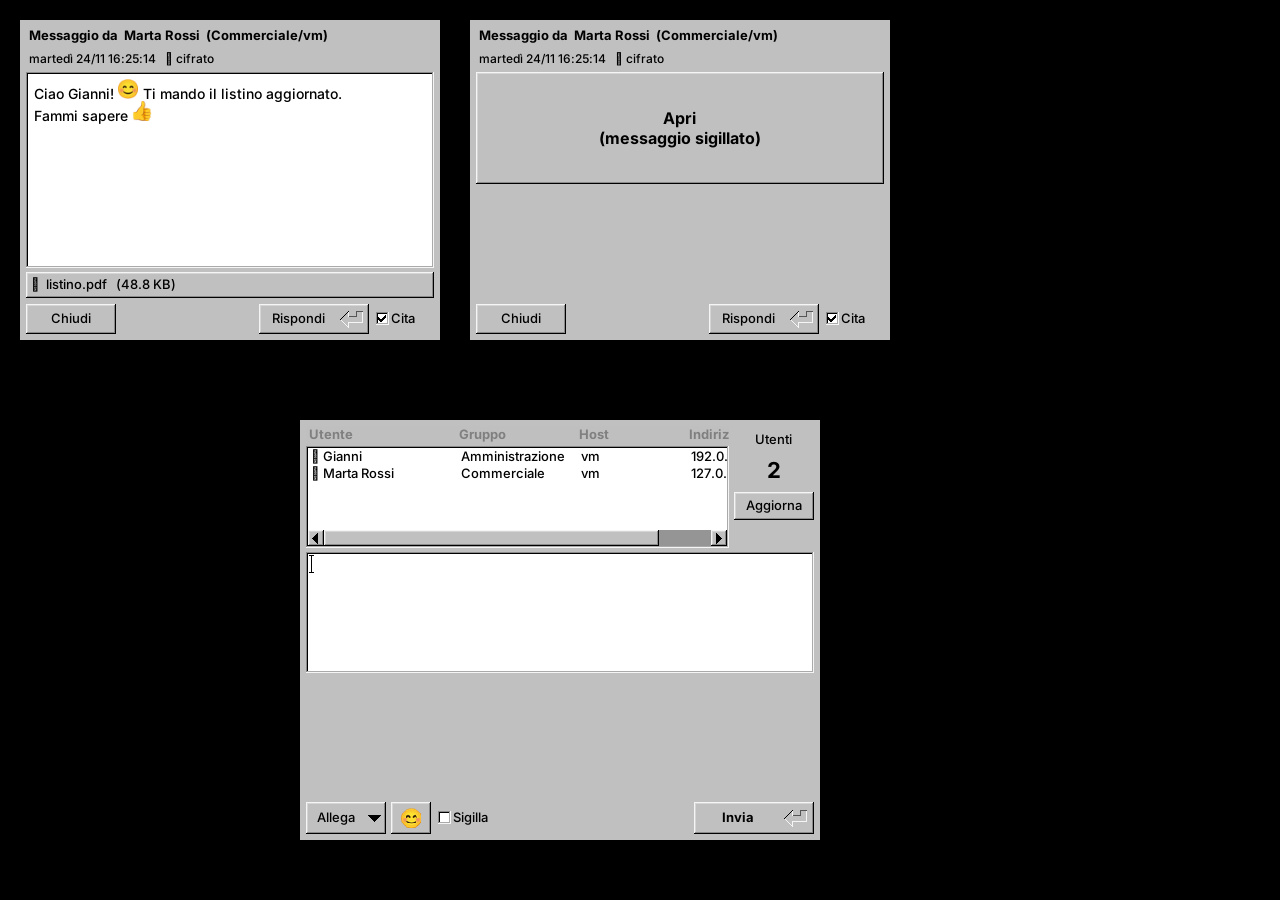 Messaggio da Marta Rossi (Commerciale/vm)
martedì 24/11 16:25:14 cifrato
Ciao Gianni! 😊 Ti mando il listino aggiornato.
Fammi sapere 👍
listino.pdf (48.8 KB)
Chiudi Rispondi Cita
Messaggio da Marta Rossi (Commerciale/vm)
martedì 24/11 16:25:14 cifrato
Apri
(messaggio sigillato)
Chiudi Rispondi Cita
Utente Gruppo Host Indiriz
Gianni Amministrazione vm 192.0.
Marta Rossi Commerciale vm 127.0.
Utenti
2
Aggiorna
Allega 😊 Sigilla Invia